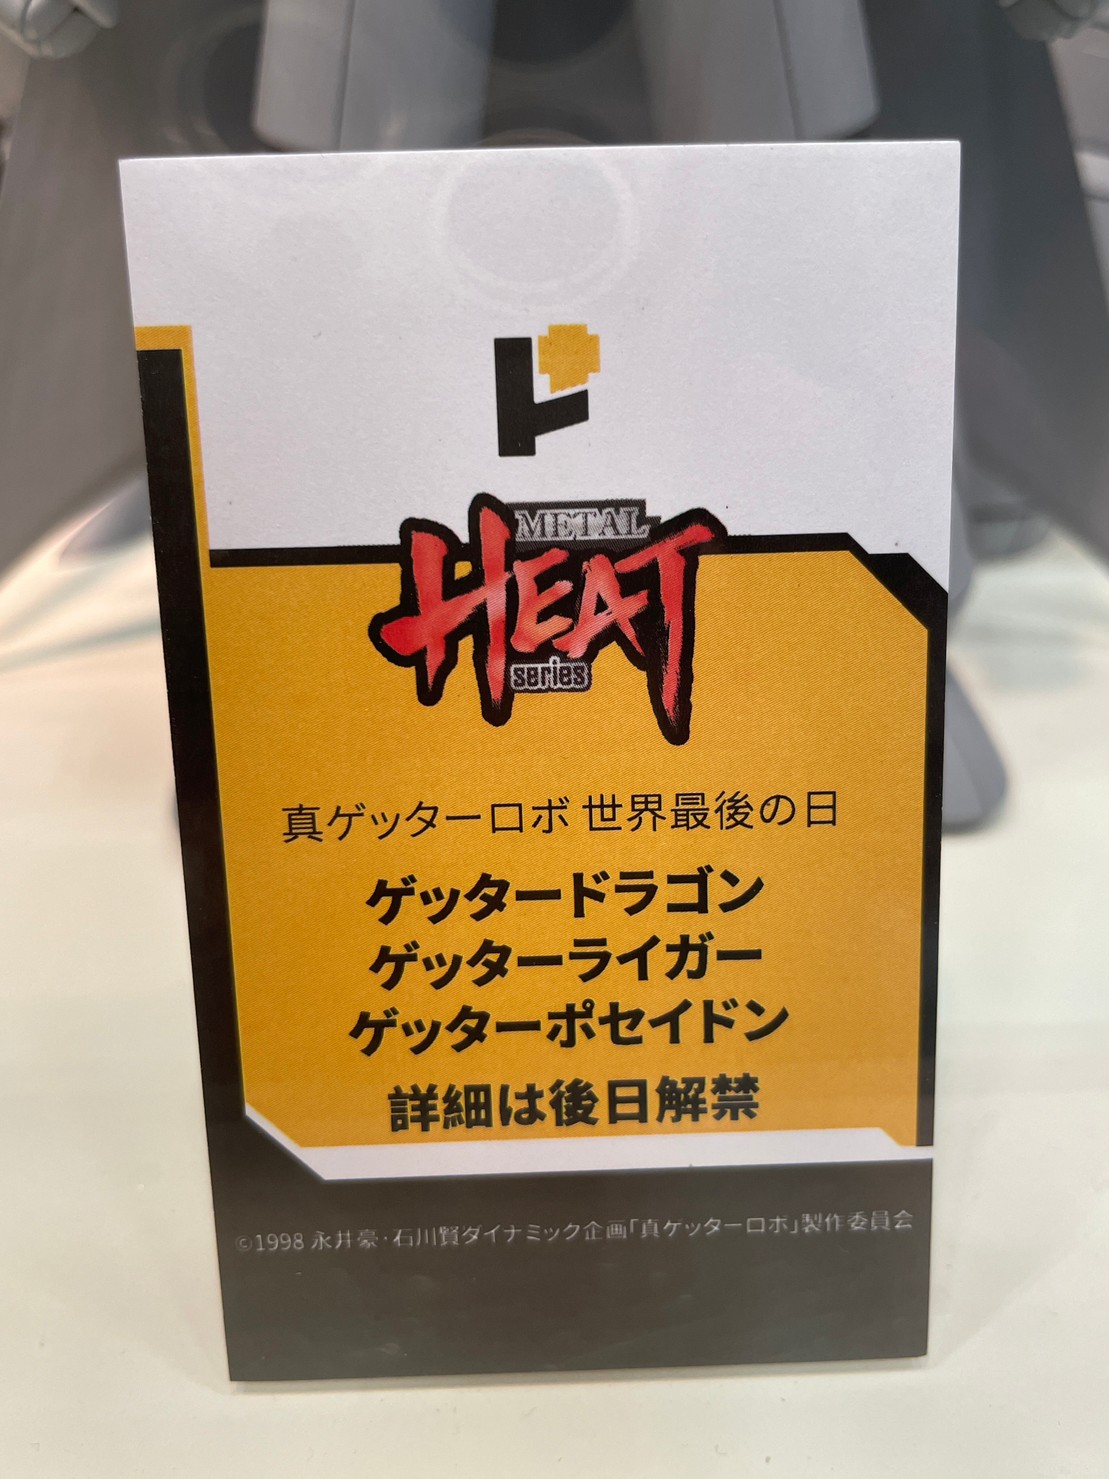 METAL
HEAT
series
真ゲッターロボ 世界最後の日
ゲッタードラゴン
ゲッターライガー
ゲッターポセイドン
詳細は後日解禁
©1998 永井豪·石川賢ダイナミック企画「真ゲッターロボ」製作委員会